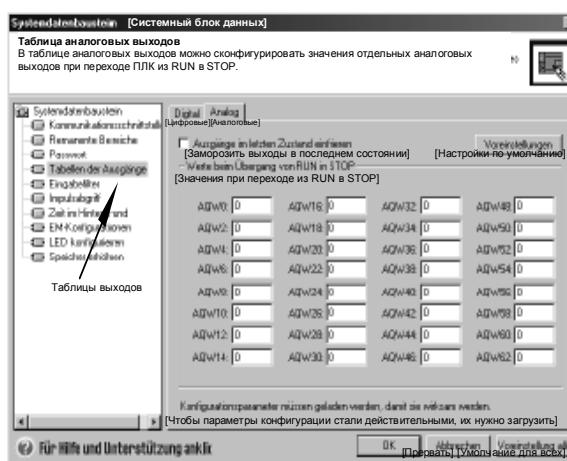 Systemdatenbaustein [Системный блок данных]
Таблица аналоговых выходов
В таблице аналоговых выходов можно сконфигурировать значения отдельных аналоговых
выходов при переходе ПЛК из RUN в STOP.
Systemdatenbaustein
Kommunikationsschnittstell
Remanente Bereiche
Passwort
Tabellen der Ausgänge
Eingabefilter
Impulsabgriff
Zeit im Hintergrund
EM-Konfigurationen
LED konfigurieren
Speicher erhöhen
Таблицы выходов
Digital Analog
[Цифровые][Аналоговые]
Ausgänge im letzten Zustand einfrieren Voreinstellungen
[Заморозить выходы в последнем состоянии] [Настройки по умолчанию]
Werte beim Übergang von RUN in STOP
[Значения при переходе из RUN в STOP]
AQW0: 0 AQW16: 0 AQW32: 0 AQW48: 0
AQW2: 0 AQW18: 0 AQW34: 0 AQW50: 0
AQW4: 0 AQW20: 0 AQW36: 0 AQW52: 0
AQW6: 0 AQW22: 0 AQW38: 0 AQW54: 0
AQW8: 0 AQW24: 0 AQW40: 0 AQW56: 0
AQW10: 0 AQW26: 0 AQW42: 0 AQW58: 0
AQW12: 0 AQW28: 0 AQW44: 0 AQW60: 0
AQW14: 0 AQW30: 0 AQW46: 0 AQW62: 0
Konfigurationsparameter müssen geladen werden, damit sie wirksam werden.
[Чтобы параметры конфигурации стали действительными, их нужно загрузить]
Für Hilfe und Unterstützung anklic OK Abbrechen Voreinstellung all
[Прервать] [Умолчание для всех]